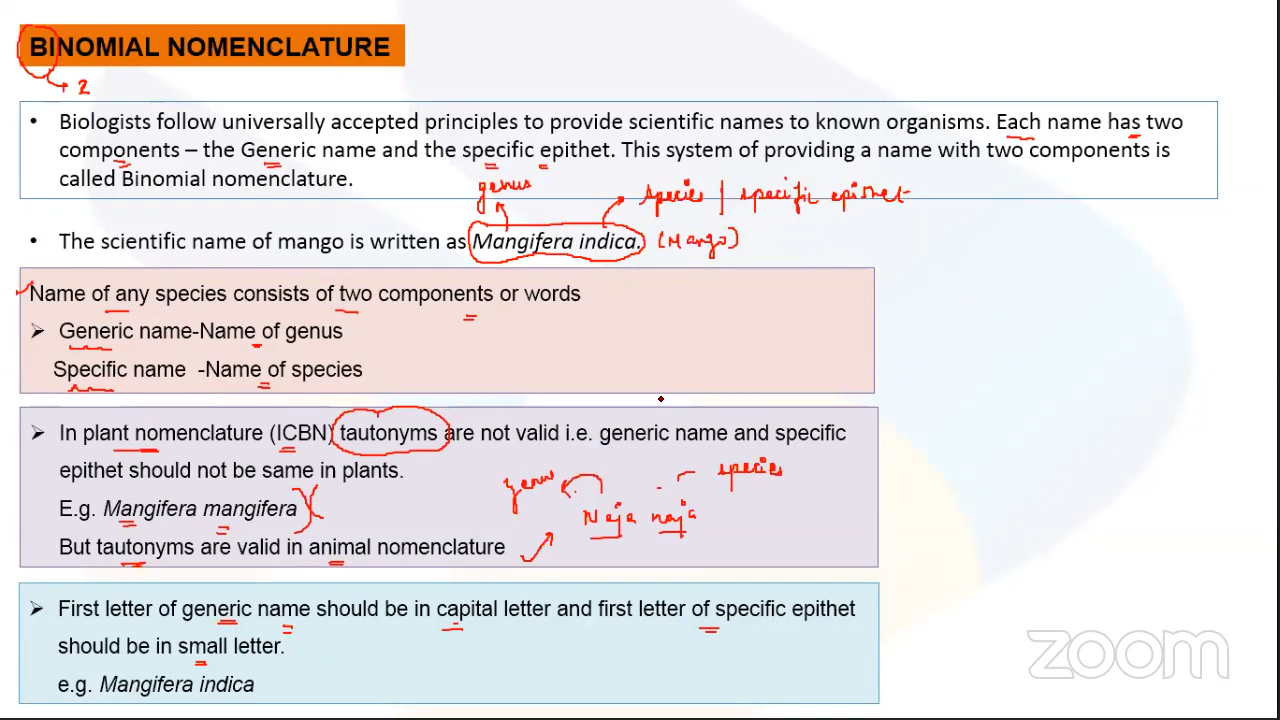 BINOMIAL NOMENCLATURE
2
• Biologists follow universally accepted principles to provide scientific names to known organisms. Each name has two
components – the Generic name and the specific epithet. This system of providing a name with two components is
called Binomial nomenclature.
genus
species | specific epithet
• The scientific name of mango is written as Mangifera indica. (Mango)
Name of any species consists of two components or words
➢ Generic name-Name of genus
Specific name -Name of species
➢ In plant nomenclature (ICBN) tautonyms are not valid i.e. generic name and specific
epithet should not be same in plants.
genus species
E.g. Mangifera mangifera Naja naja
But tautonyms are valid in animal nomenclature
➢ First letter of generic name should be in capital letter and first letter of specific epithet
should be in small letter.
e.g. Mangifera indica
zoom